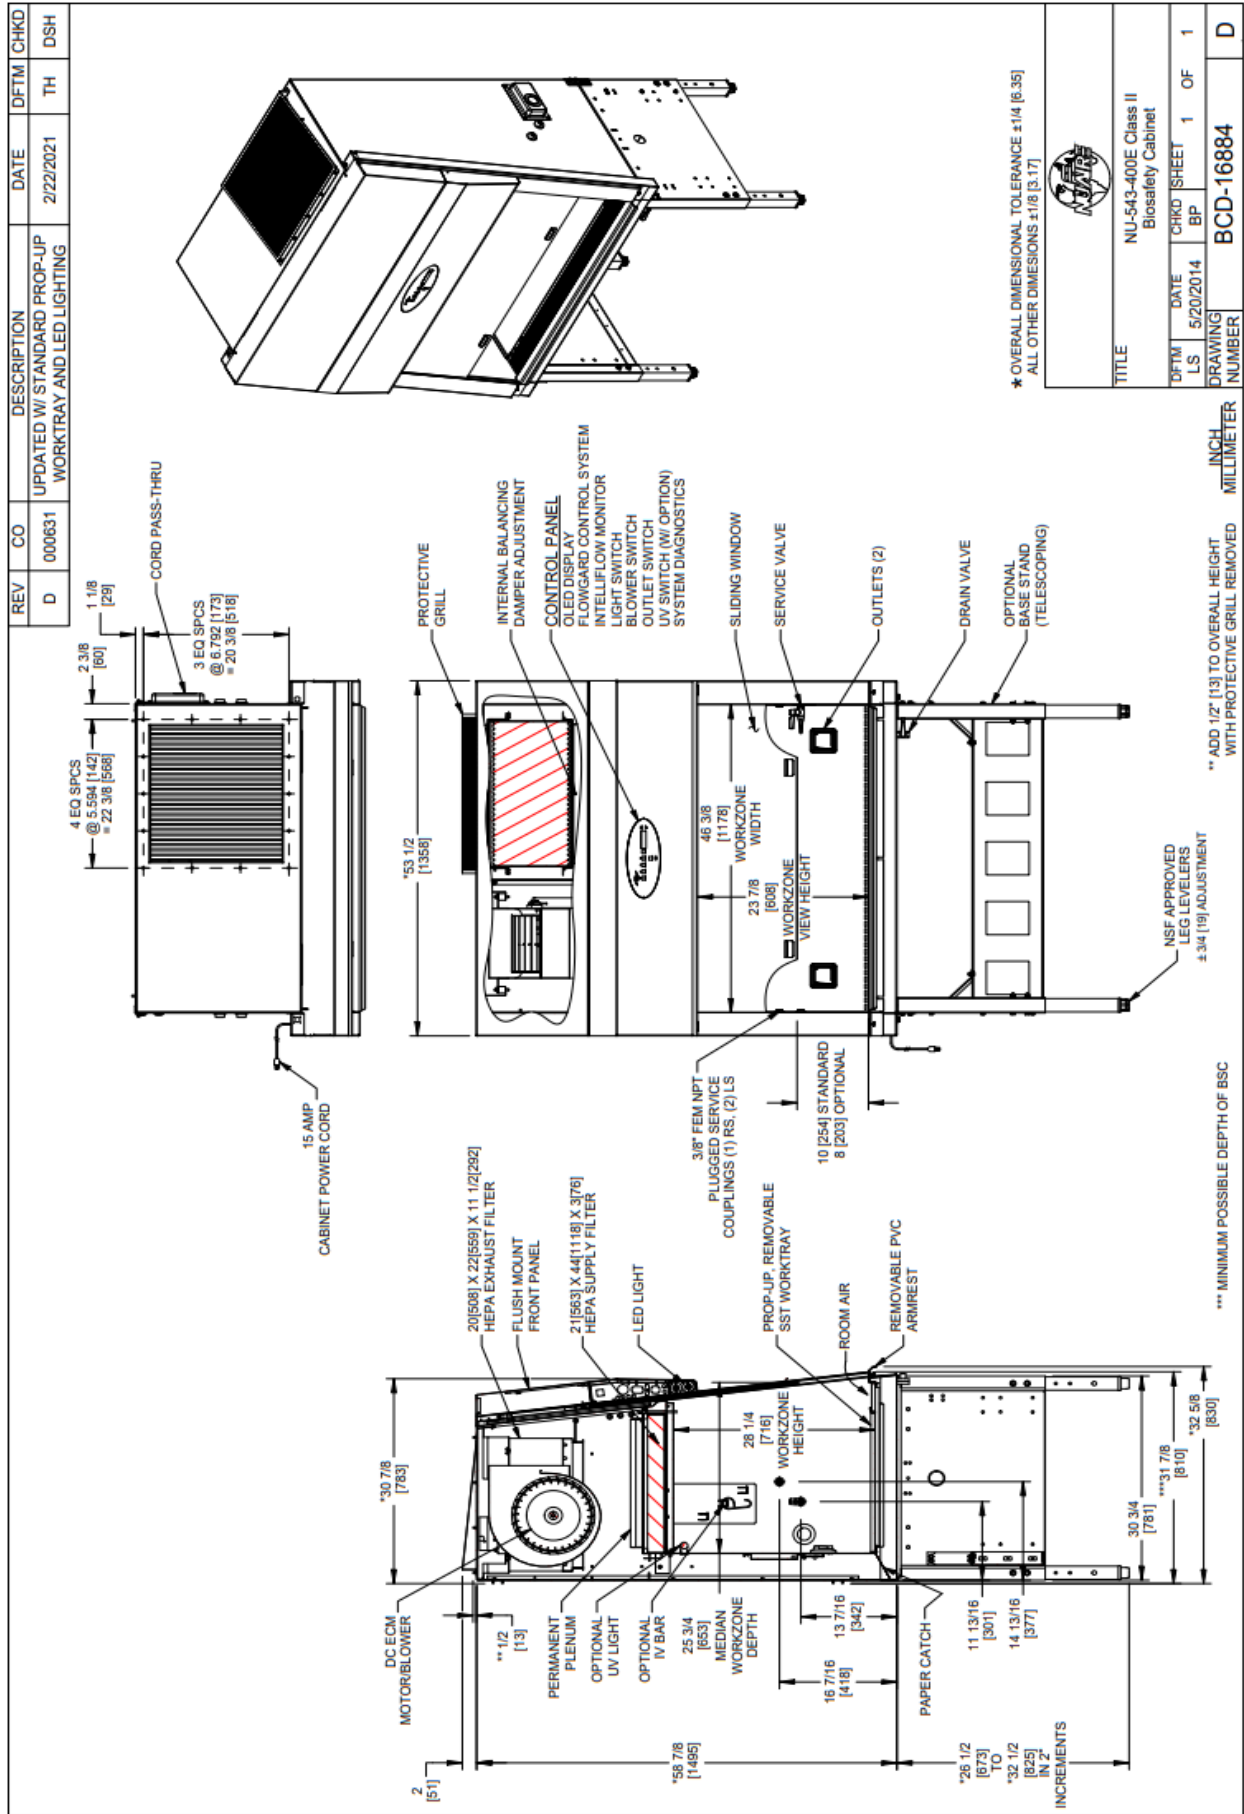 REV CO DESCRIPTION DATE DFTM CHKD
D 000631 UPDATED W/ STANDARD PROP-UP
WORKTRAY AND LED LIGHTING 2/22/2021 TH DSH
4 EQ SPCS
@ 5.594 [142]
= 22 3/8 [568]
2 3/8
[60]
1 1/8
[29]
3 EQ SPCS
@ 6.792 [173]
= 20 3/8 [518]
CORD PASS-THRU
15 AMP
CABINET POWER CORD
*53 1/2
[1358]
PROTECTIVE
GRILL
INTERNAL BALANCING
DAMPER ADJUSTMENT
CONTROL PANEL
OLED DISPLAY
FLOWGARD CONTROL SYSTEM
INTELLIFLOW MONITOR
LIGHT SWITCH
BLOWER SWITCH
OUTLET SWITCH
UV SWITCH (W/ OPTION)
SYSTEM DIAGNOSTICS
SLIDING WINDOW
SERVICE VALVE
OUTLETS (2)
DRAIN VALVE
OPTIONAL
BASE STAND
(TELESCOPING)
46 3/8
[1178]
WORKZONE
WIDTH
23 7/8
[608]
WORKZONE
VIEW HEIGHT
3/8" FEM NPT
PLUGGED SERVICE
COUPLINGS (1) RS, (2) LS
10 [254] STANDARD
8 [203] OPTIONAL
NSF APPROVED
LEG LEVELERS
± 3/4 [19] ADJUSTMENT
20[508] X 22[559] X 11 1/2[292]
HEPA EXHAUST FILTER
FLUSH MOUNT
FRONT PANEL
21[563] X 44[1118] X 3[76]
HEPA SUPPLY FILTER
LED LIGHT
PROP-UP, REMOVABLE
SST WORKTRAY
ROOM AIR
REMOVABLE PVC
ARMREST
*30 7/8
[783]
28 1/4
[716]
WORKZONE
HEIGHT
DC ECM
MOTOR/BLOWER
** 1/2
[13]
PERMANENT
PLENUM
OPTIONAL
UV LIGHT
OPTIONAL
IV BAR
25 3/4
[653]
MEDIAN
WORKZONE
DEPTH
13 7/16
[342]
16 7/16
[418]
PAPER CATCH
2
[51]
*58 7/8
[1495]
*26 1/2
[673]
TO
*32 1/2
[825]
IN 2"
INCREMENTS
11 13/16
[301]
14 13/16
[377]
30 3/4
[781]
***31 7/8
[810]
*32 5/8
[830]
*** MINIMUM POSSIBLE DEPTH OF BSC
** ADD 1/2" [13] TO OVERALL HEIGHT
WITH PROTECTIVE GRILL REMOVED
INCH
MILLIMETER
* OVERALL DIMENSIONAL TOLERANCE ±1/4 [6.35]
ALL OTHER DIMESIONS ±1/8 [3.17]
NUAIRE
TITLE
NU-543-400E Class II
Biosafety Cabinet
DFTM DATE CHKD SHEET 1 OF 1
LS 5/20/2014 BP
DRAWING
NUMBER
BCD-16884 D